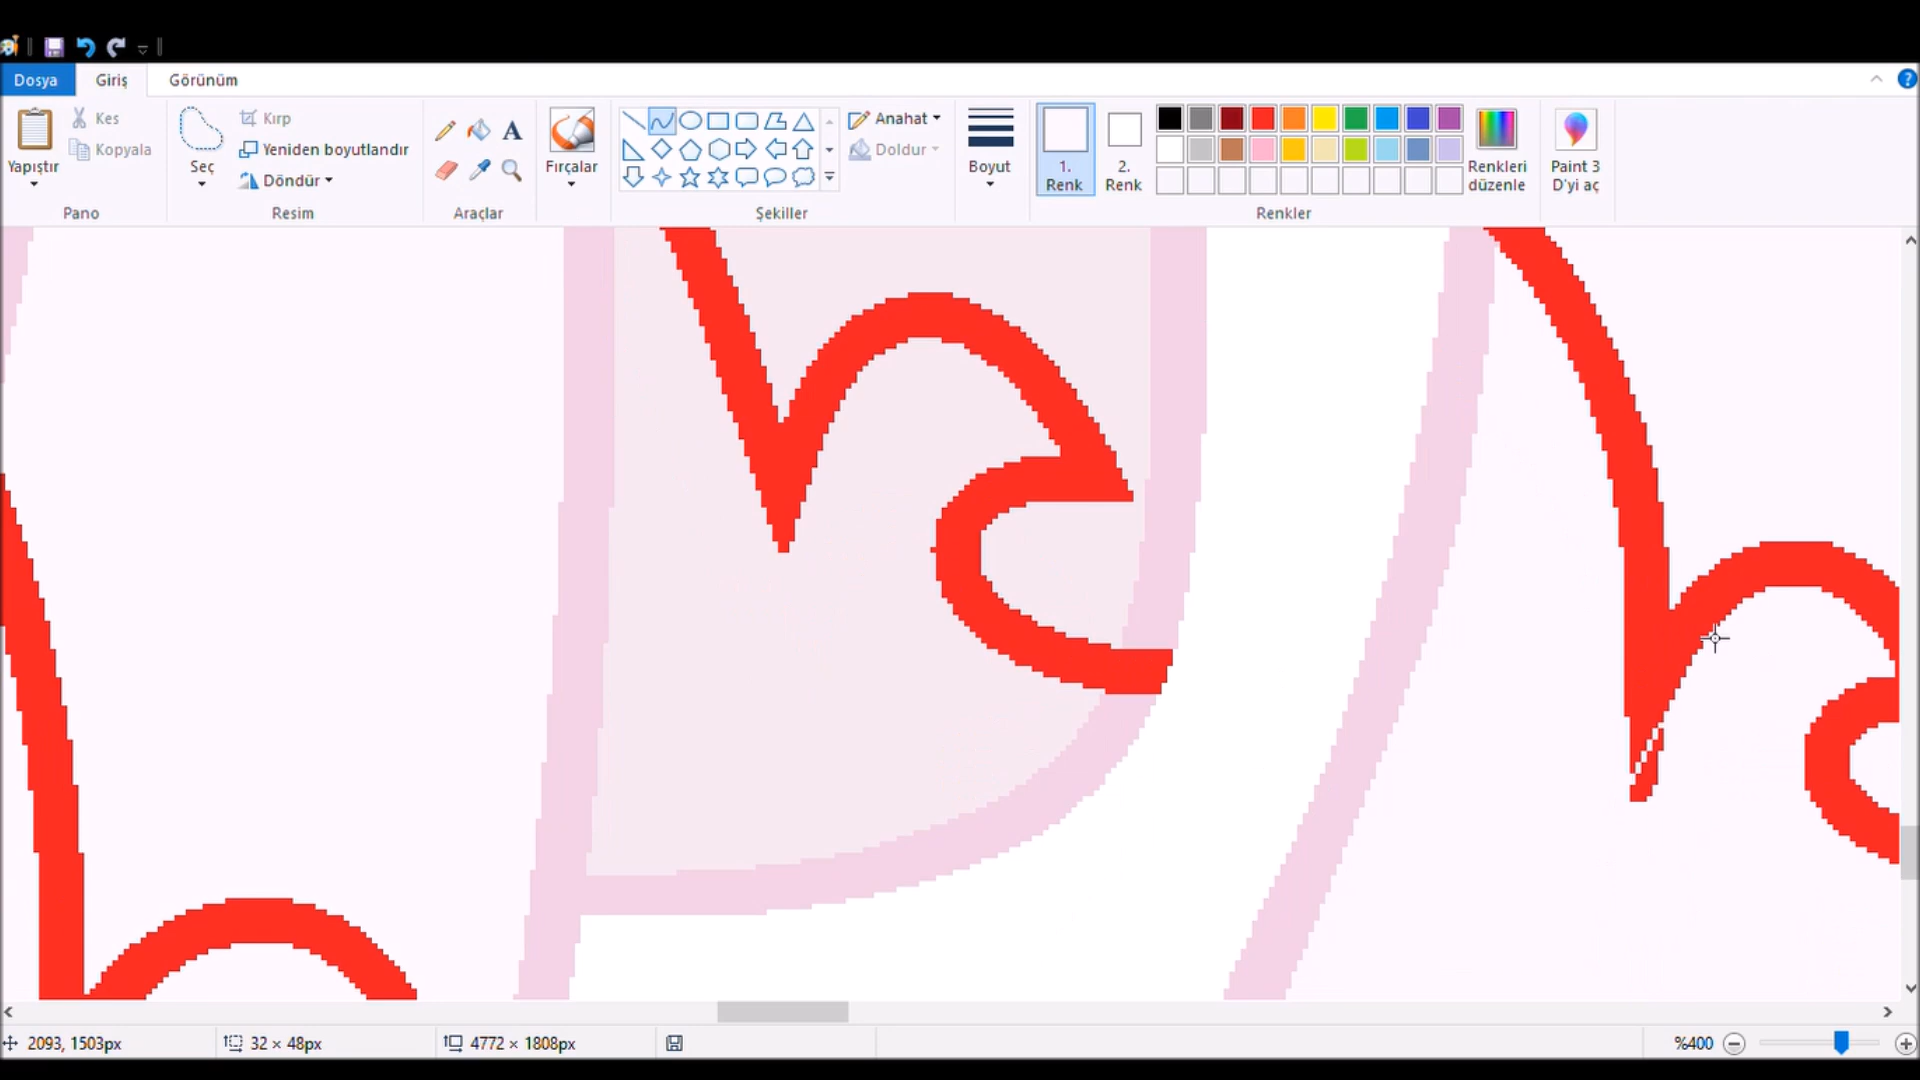 Dosya Giriş Görünüm
Yapıştır Kes Kopyala Pano
Seç Kırp Yeniden boyutlandır Döndür Resim
A Araçlar
Fırçalar
Şekiller Anahat Doldur
Boyut
1. Renk
2. Renk
Renkler
Renkleri düzenle
Paint 3 D'yi aç
2093, 1503px 32 × 48px 4772 × 1808px %400